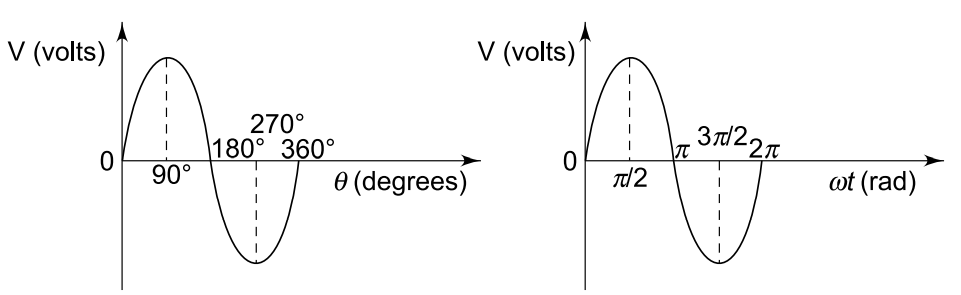 V (volts)
270°
0
180° 360°
90°
θ (degrees)
V (volts)
3π/2
0
π
2π
π/2
ωt (rad)